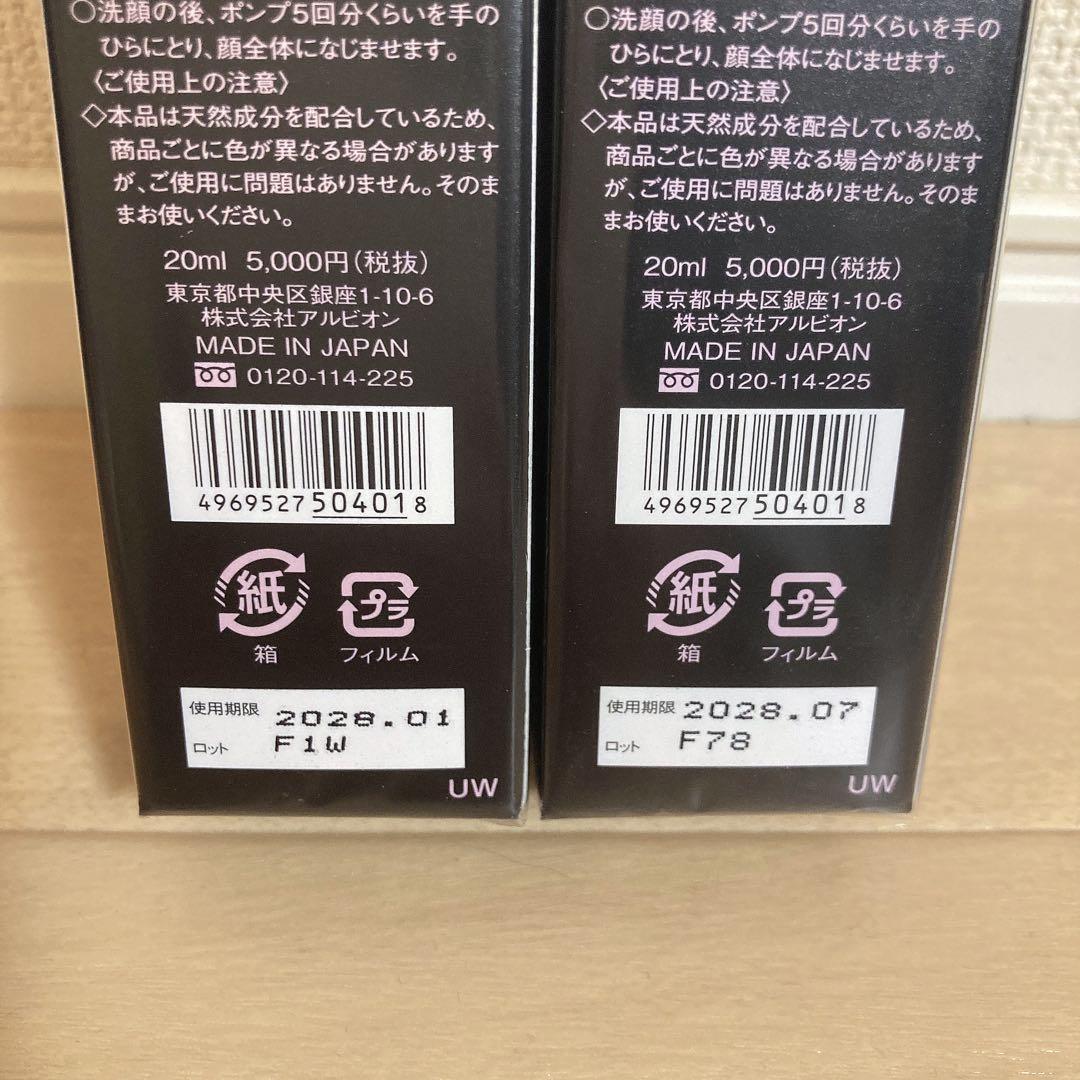 ○洗顔の後、ポンプ5回分くらいを手の
ひらにとり、顔全体になじませます。
〈ご使用上の注意〉
◇本品は天然成分を配合しているため、
商品ごとに色が異なる場合があります
が、ご使用に問題はありません。そのま
まお使いください。
20ml 5,000円(税抜)
東京都中央区銀座1-10-6
株式会社アルビオン
MADE IN JAPAN
0120-114-225
4969527504018
紙
箱
プラ
フィルム
使用期限 2028.01
ロット F1W
UW
○洗顔の後、ポンプ5回分くらいを手の
ひらにとり、顔全体になじませます。
〈ご使用上の注意〉
◇本品は天然成分を配合しているため、
商品ごとに色が異なる場合があります
が、ご使用に問題はありません。そのま
まお使いください。
20ml 5,000円(税抜)
東京都中央区銀座1-10-6
株式会社アルビオン
MADE IN JAPAN
0120-114-225
4969527504018
紙
箱
プラ
フィルム
使用期限 2028.07
ロット F78
UW